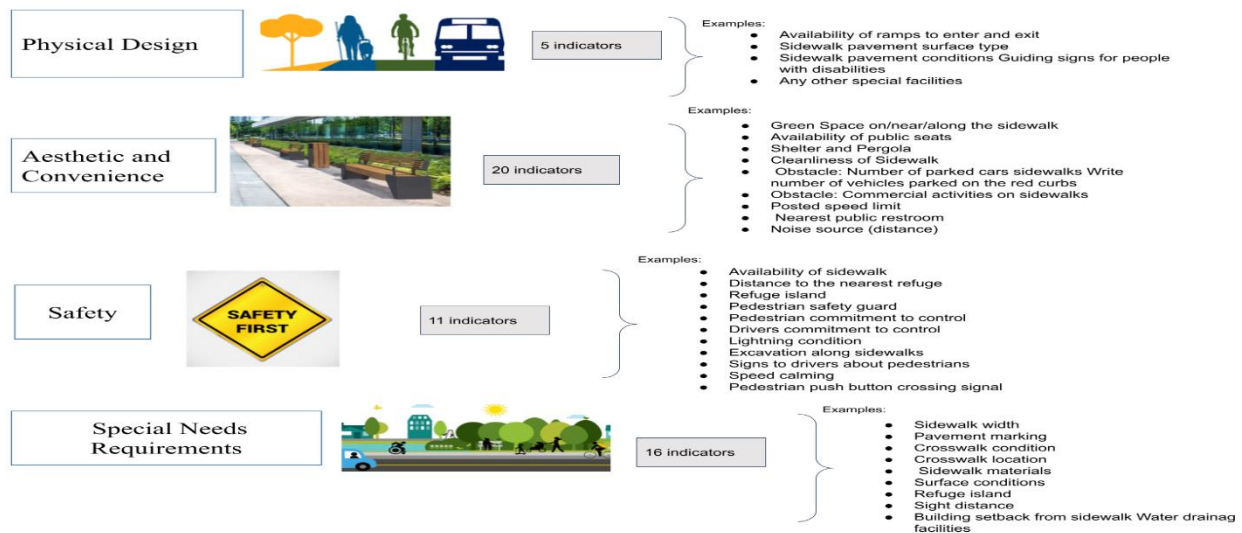 Physical Design
5 indicators
Examples:
● Availability of ramps to enter and exit
● Sidewalk pavement surface type
● Sidewalk pavement conditions Guiding signs for people
with disabilities
● Any other special facilities
Aesthetic and
Convenience
20 indicators
Examples:
● Green Space on/near/along the sidewalk
● Availability of public seats
● Shelter and Pergola
● Cleanliness of Sidewalk
● Obstacle: Number of parked cars sidewalks Write
number of vehicles parked on the red curbs
● Obstacle: Commercial activities on sidewalks
● Posted speed limit
● Nearest public restroom
● Noise source (distance)
Safety
SAFETY
FIRST
11 indicators
Examples:
● Availability of sidewalk
● Distance to the nearest refuge
● Refuge island
● Pedestrian safety guard
● Pedestrian commitment to control
● Drivers commitment to control
● Lightning condition
● Excavation along sidewalks
● Signs to drivers about pedestrians
● Speed calming
● Pedestrian push button crossing signal
Special Needs
Requirements
16 indicators
Examples:
● Sidewalk width
● Pavement marking
● Crosswalk condition
● Crosswalk location
● Sidewalk materials
● Surface conditions
● Refuge island
● Sight distance
● Building setback from sidewalk Water drainag
facilities